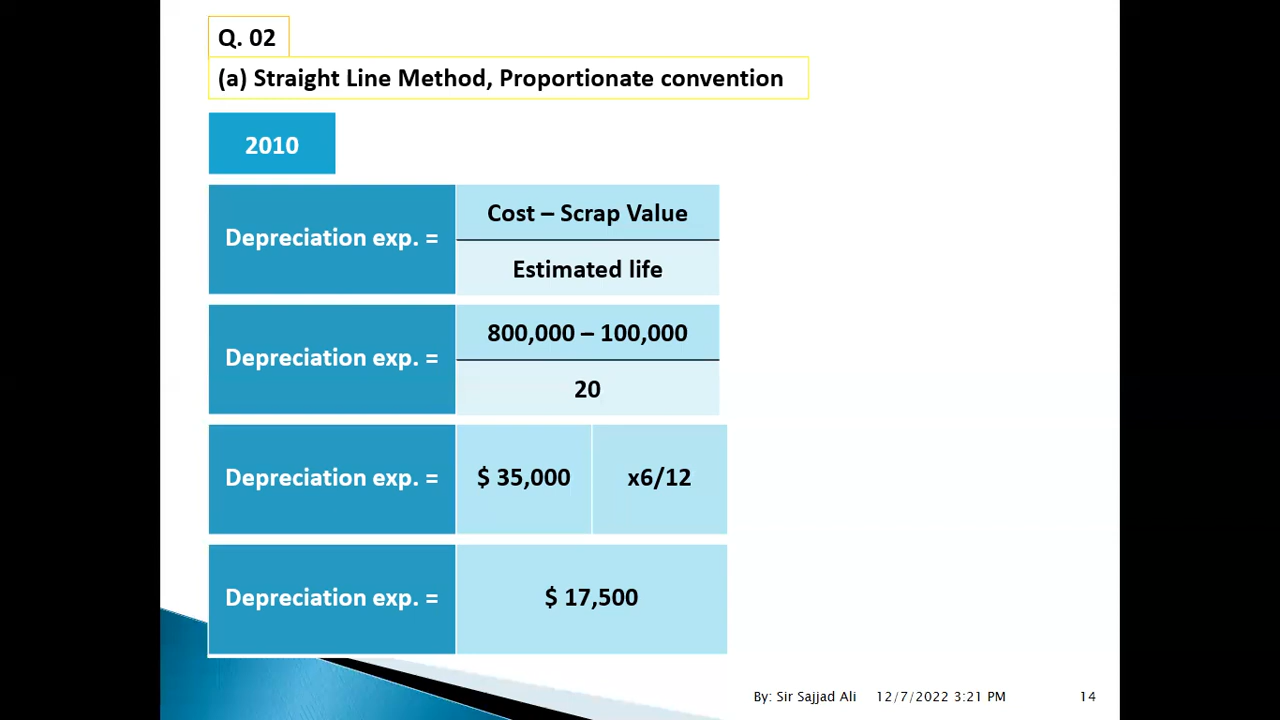 Q. 02
(a) Straight Line Method, Proportionate convention
2010
Depreciation exp. =
Cost – Scrap Value
Estimated life
Depreciation exp. =
800,000 – 100,000
20
Depreciation exp. =
$ 35,000
x6/12
Depreciation exp. =
$ 17,500
By: Sir Sajjad Ali
12/7/2022 3:21 PM
14